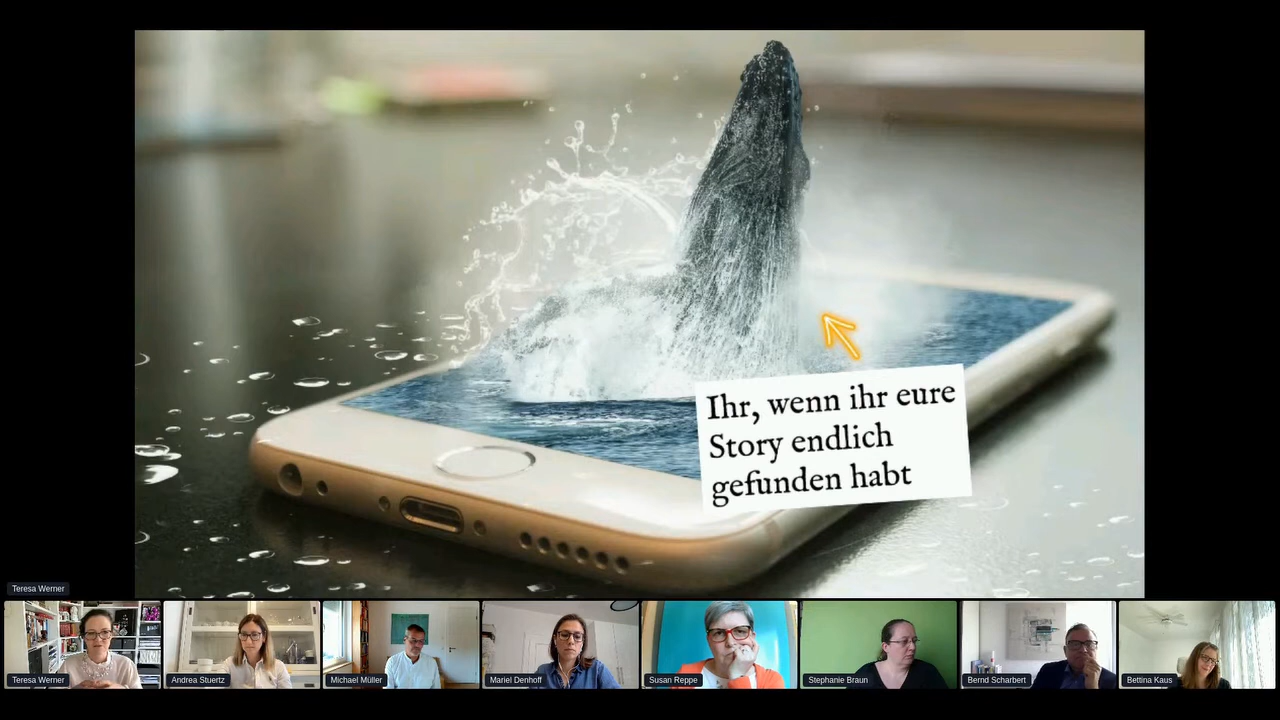 Ihr, wenn ihr eure
Story endlich
gefunden habt
Teresa Werner
Teresa Werner
Andrea Stuertz
Michael Müller
Mariel Denhoff
Susan Reppe
Stephanie Braun
Bernd Scharbert
Bettina Kaus